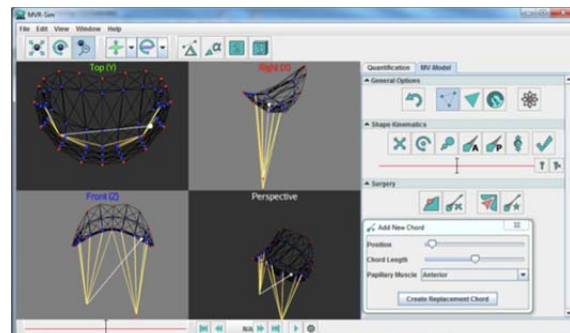 MVR-Sim
File Edit View Window Help
Top (Y)
Right (X)
Front (Z)
Perspective
Quantification MV Model
General Options
Shape Kinematics
A P
Surgery
Add New Chord
Position
Chord Length
Papillary Muscle Anterior
Create Replacement Chord
N/A